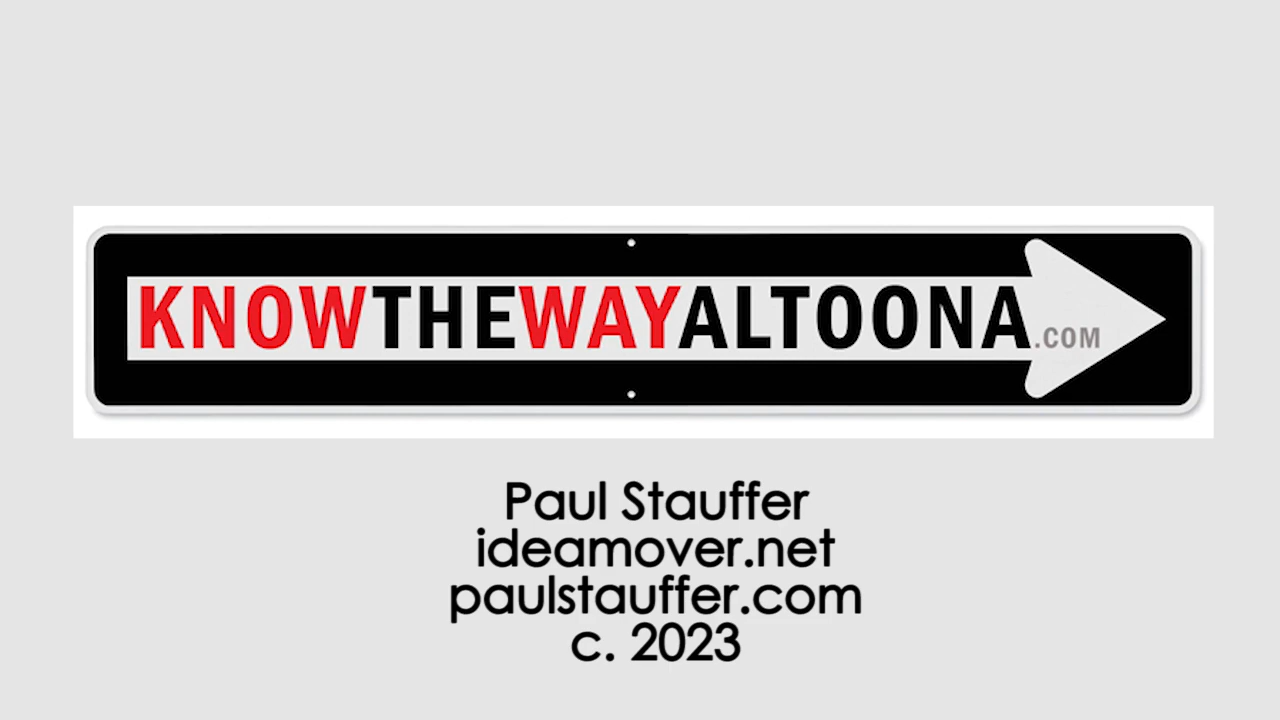 KNOWTHEWAYALTOONA.COM
Paul Stauffer
ideamover.net
paulstauffer.com
c. 2023